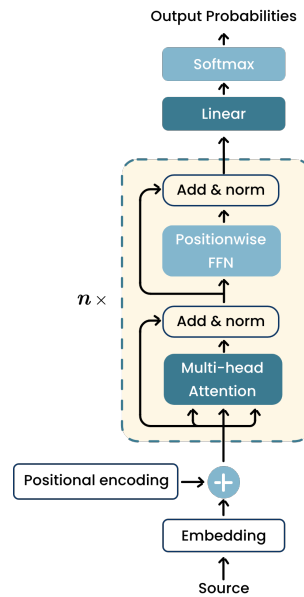 Output Probabilities
Softmax
Linear
Add & norm
Positionwise
FFN
n ×
Add & norm
Multi-head
Attention
Positional encoding
+
Embedding
Source